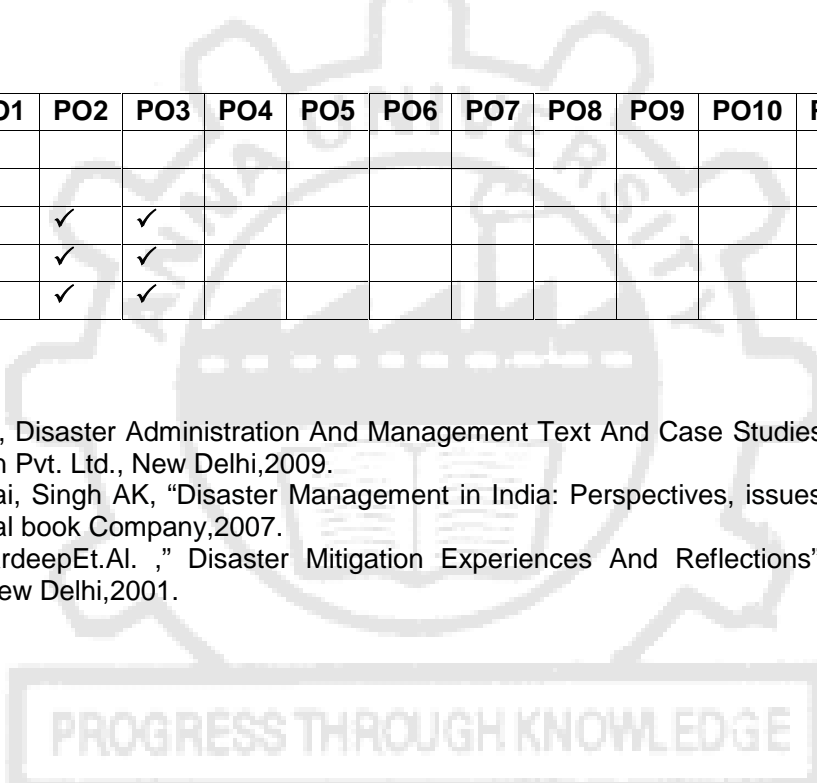 O1 PO2 PO3 PO4 PO5 PO6 PO7 PO8 PO9 PO10 P
ANNA UNIVERSITY
✓ ✓
✓ ✓
✓ ✓
, Disaster Administration And Management Text And Case Studies
n Pvt. Ltd., New Delhi,2009.
ai, Singh AK, “Disaster Management in India: Perspectives, issues
al book Company,2007.
rdeepEt.Al. ,” Disaster Mitigation Experiences And Reflections”
ew Delhi,2001.
PROGRESS THROUGH KNOWLEDGE